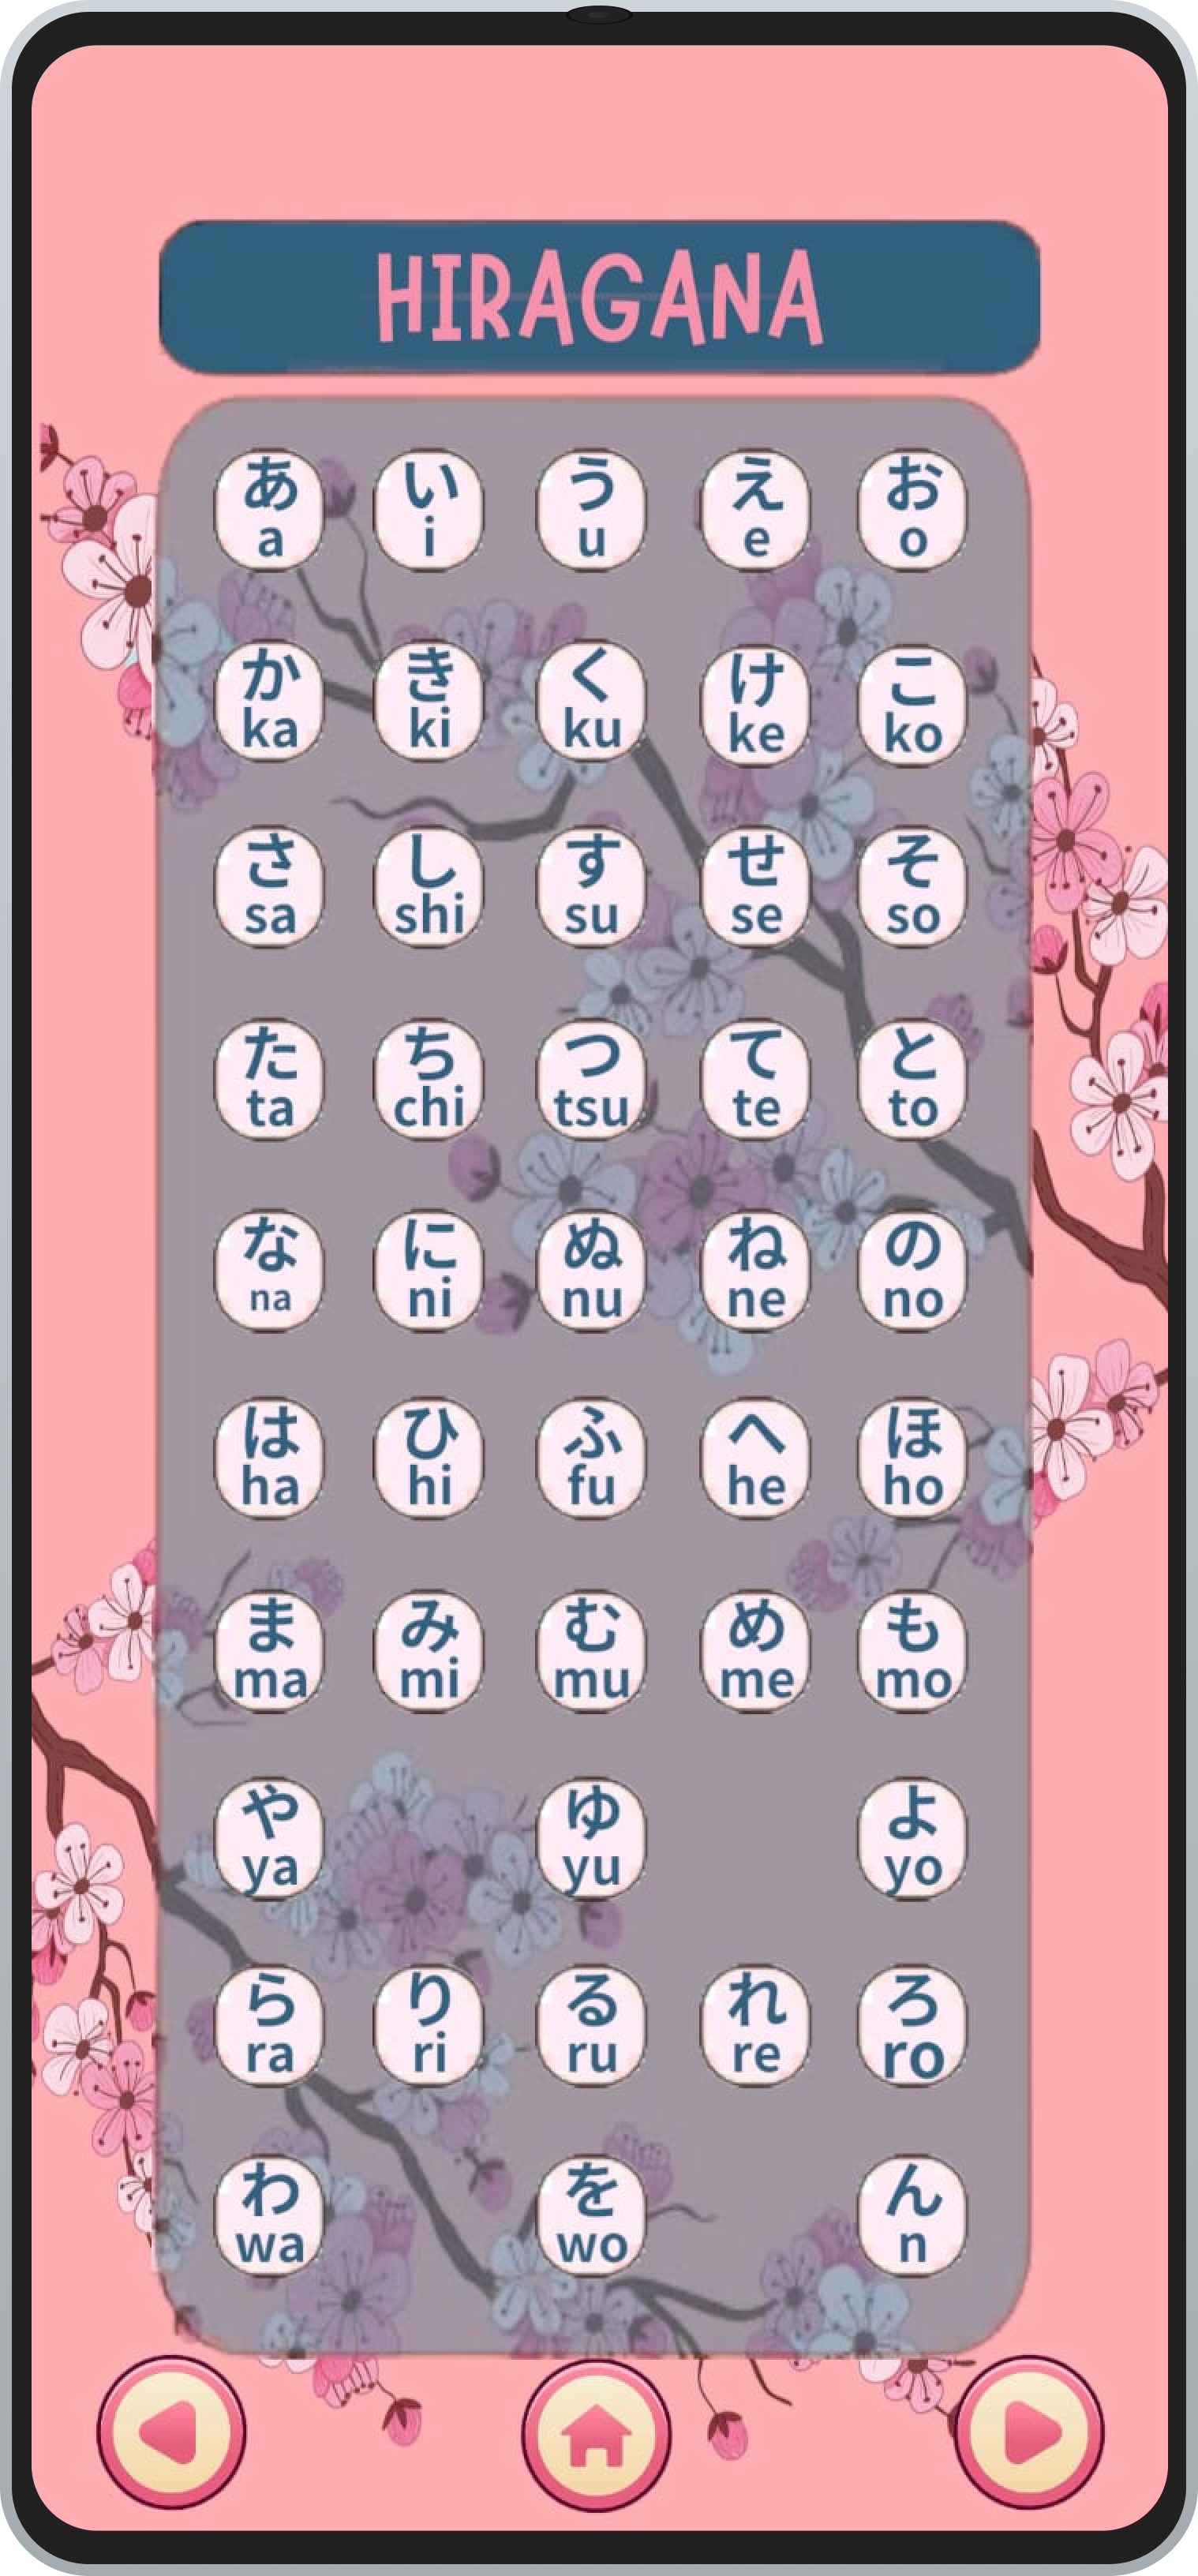 HIRAGANA
あ い う え お
a i u e o
か き く け こ
ka ki ku ke ko
さ し す せ そ
sa shi su se so
た ち つ て と
ta chi tsu te to
な に ぬ ね の
na ni nu ne no
は ひ ふ へ ほ
ha hi fu he ho
ま み む め も
ma mi mu me mo
や ゆ よ
ya yu yo
ら り る れ ろ
ra ri ru re ro
わ を ん
wa wo n